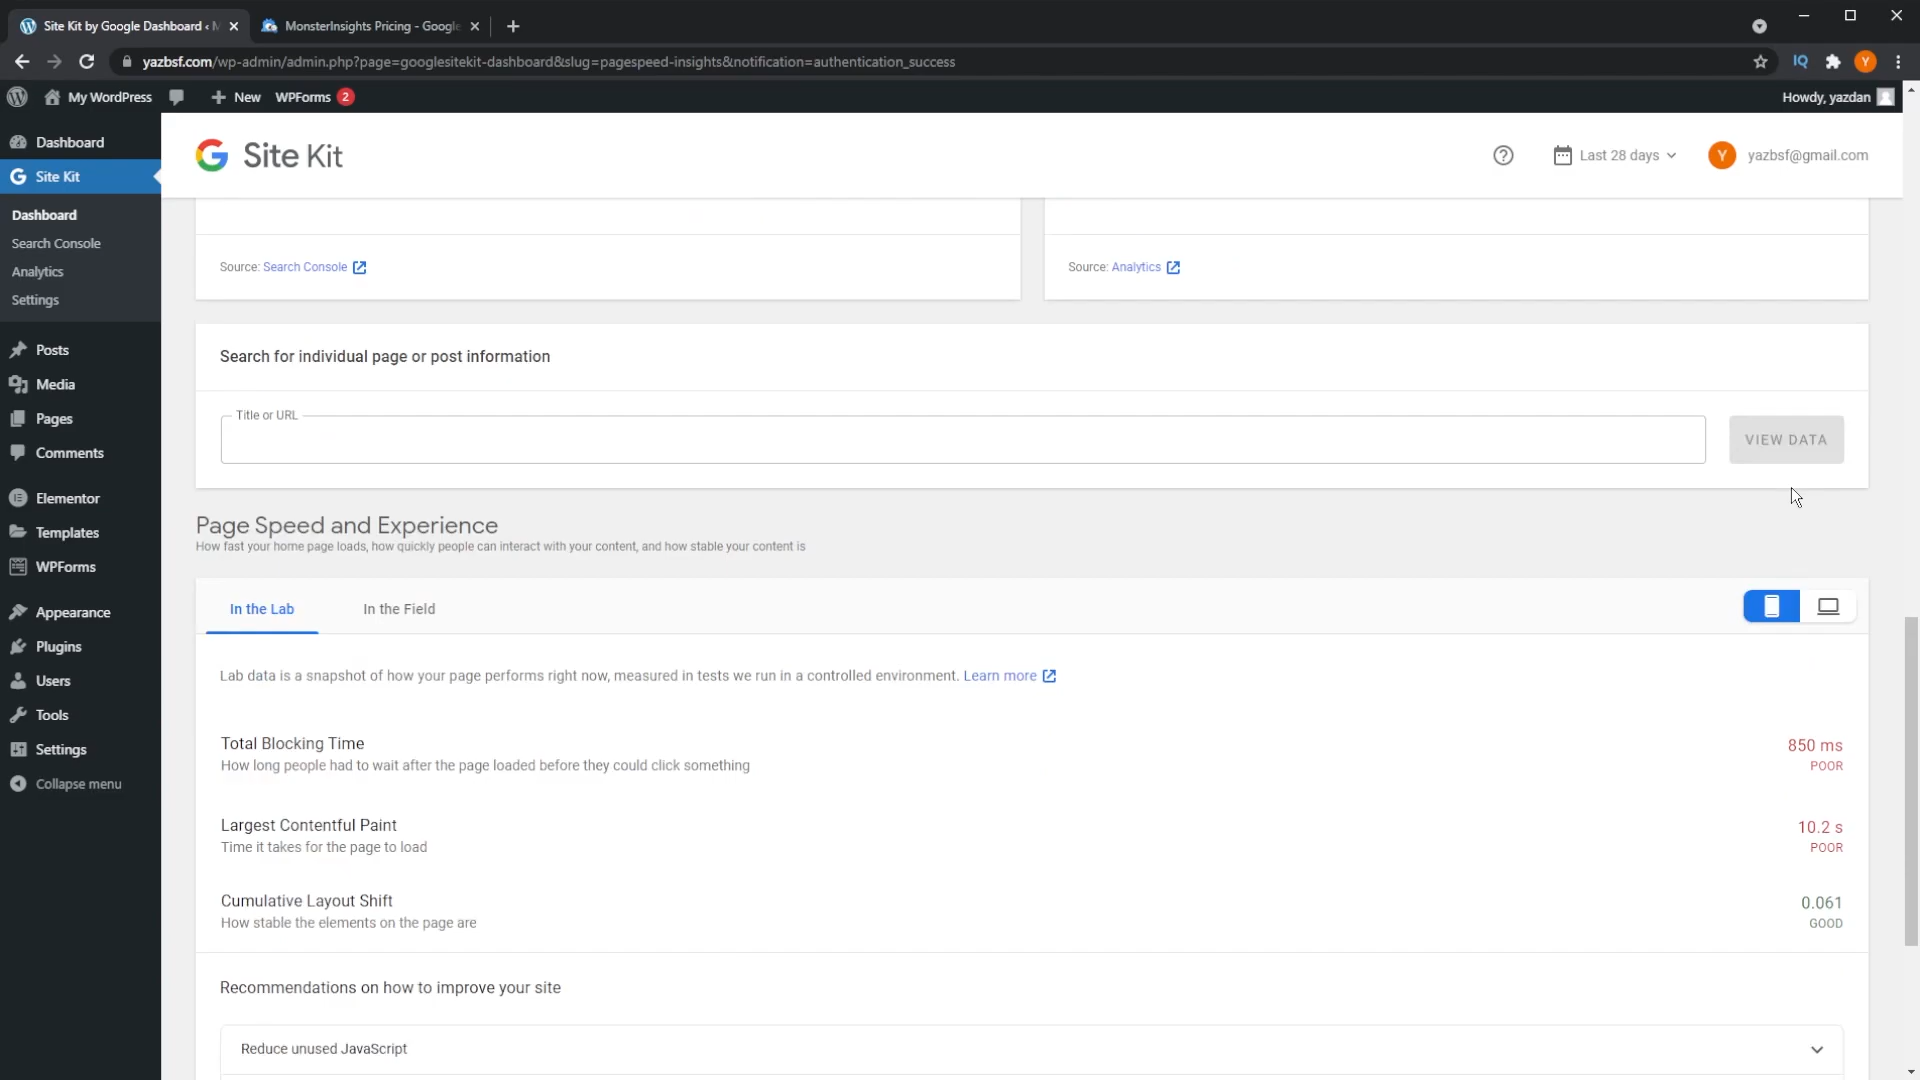 Site Kit by Google Dashboard ‹ M
MonsterInsights Pricing - Google
yazbsf.com/wp-admin/admin.php?page=googlesitekit-dashboard&slug=pagespeed-insights&notification=authentication_success
IQ
Y
My WordPress
New
WPForms 2
Howdy, yazdan
Dashboard
Site Kit
Dashboard
Search Console
Analytics
Settings
Posts
Media
Pages
Comments
Elementor
Templates
WPForms
Appearance
Plugins
Users
Tools
Settings
Collapse menu
Site Kit
Last 28 days
Y
yazbsf@gmail.com
Source: Search Console
Source: Analytics
Search for individual page or post information
Title or URL
VIEW DATA
Page Speed and Experience
How fast your home page loads, how quickly people can interact with your content, and how stable your content is
In the Lab
In the Field
Lab data is a snapshot of how your page performs right now, measured in tests we run in a controlled environment. Learn more
Total Blocking Time
850 ms
How long people had to wait after the page loaded before they could click something
POOR
Largest Contentful Paint
10.2 s
Time it takes for the page to load
POOR
Cumulative Layout Shift
0.061
How stable the elements on the page are
GOOD
Recommendations on how to improve your site
Reduce unused JavaScript